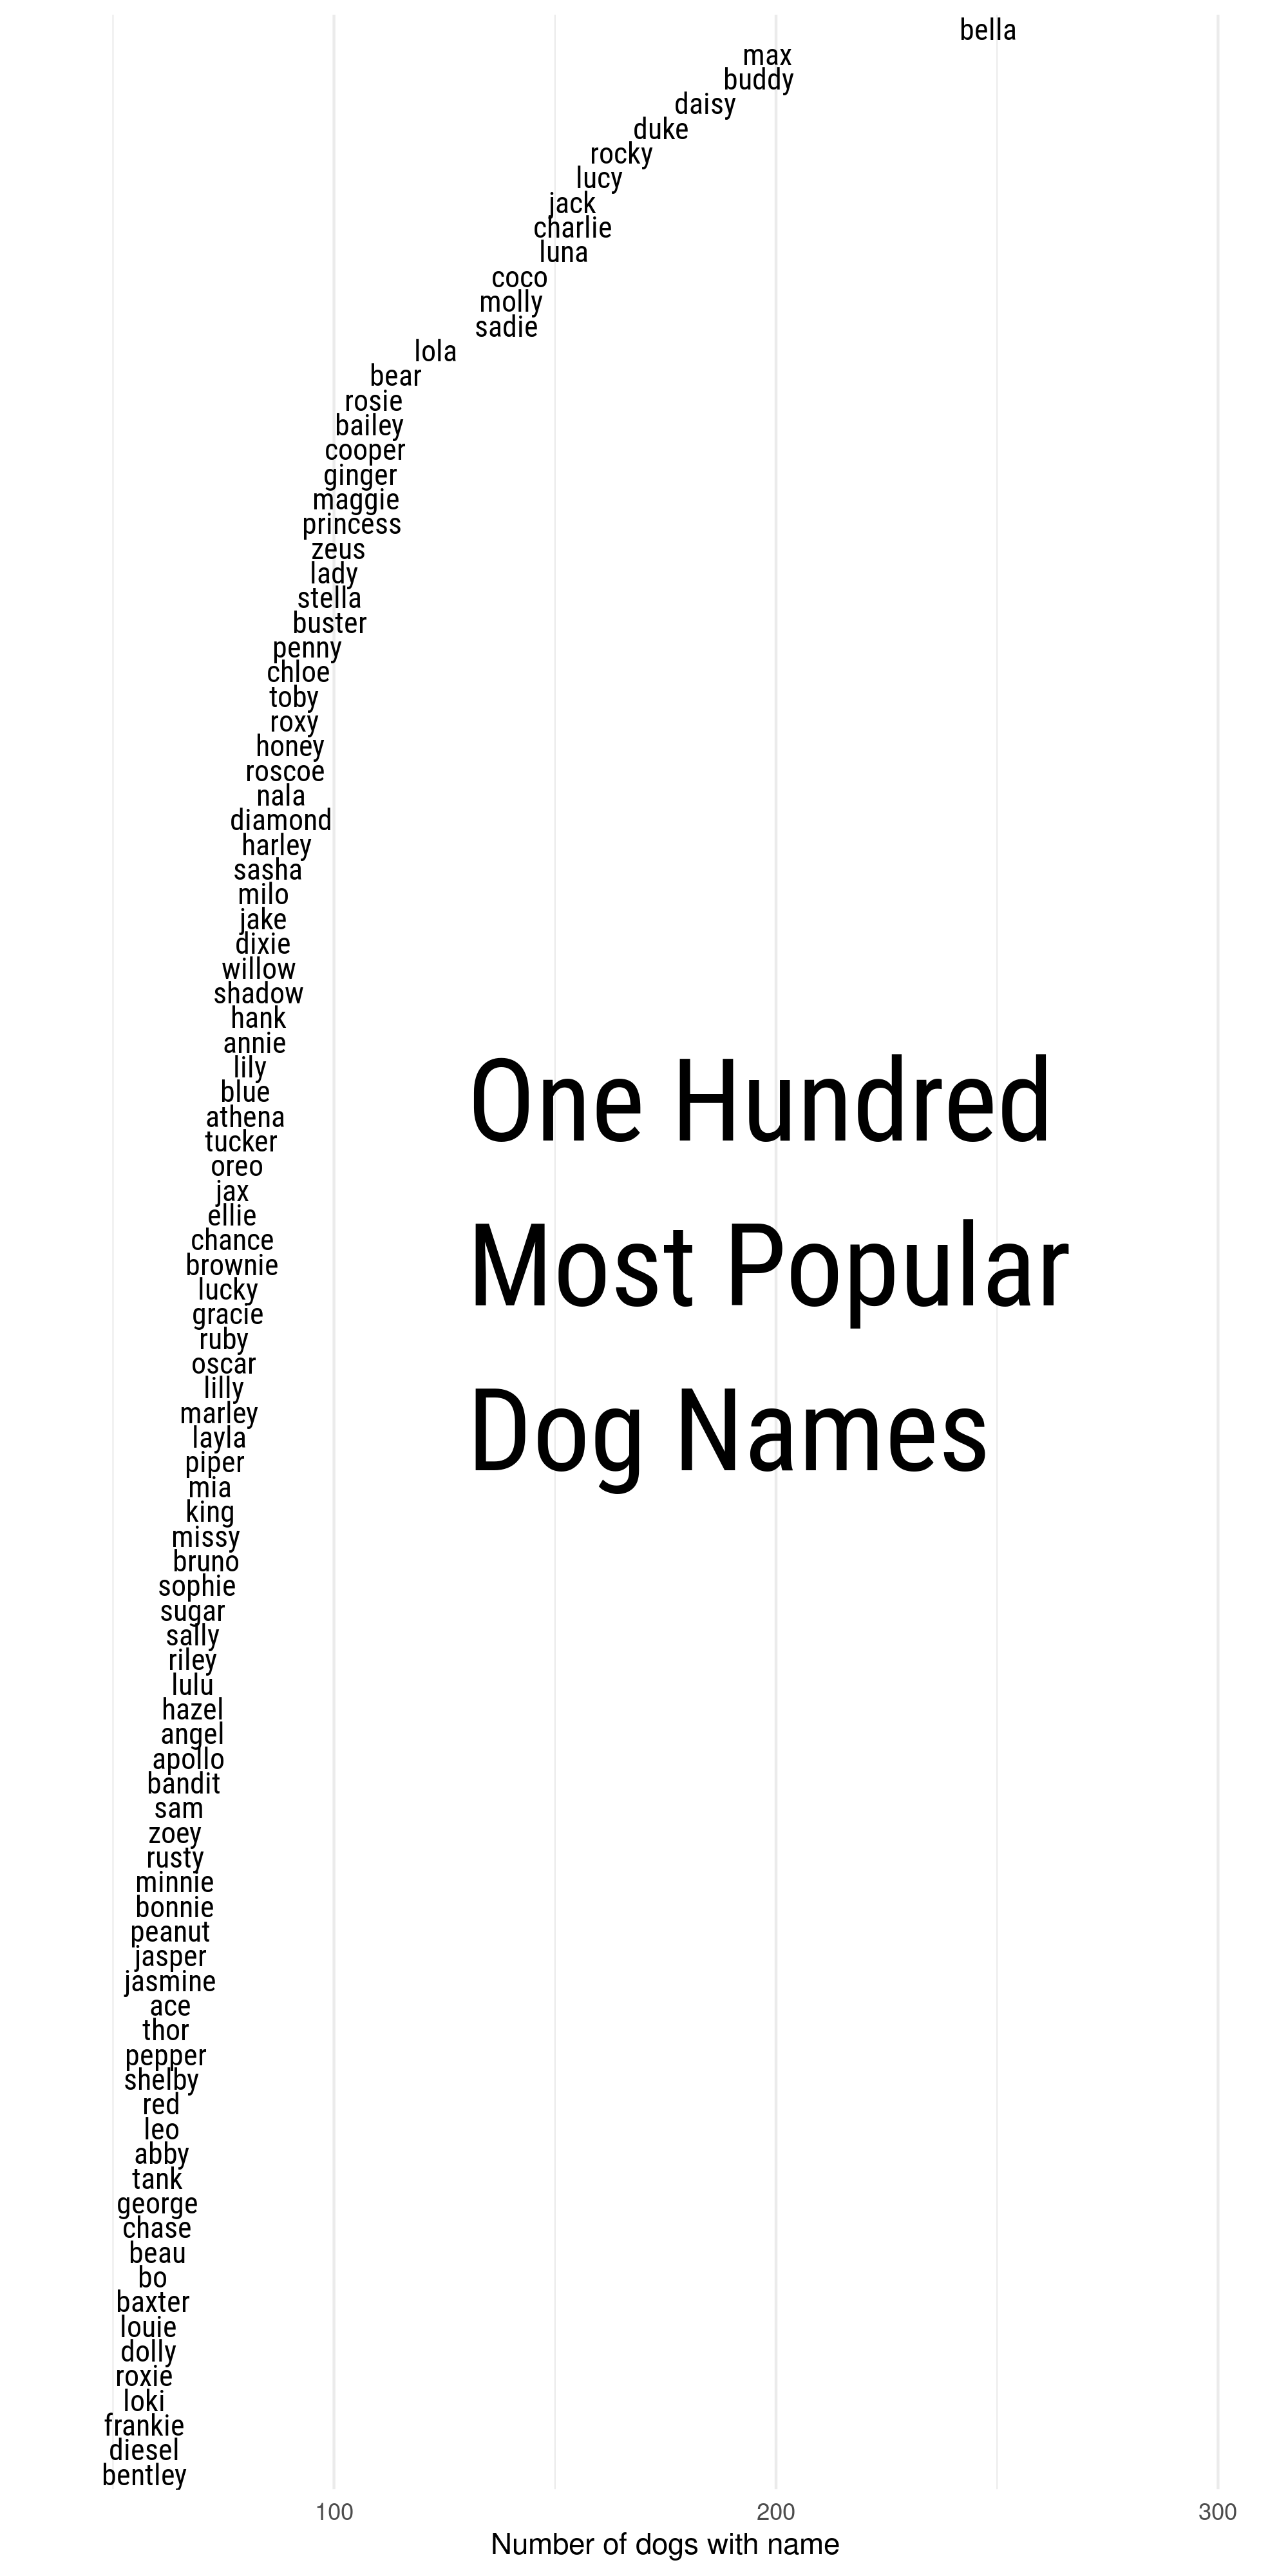 bella
max
buddy
daisy
duke
rocky
lucy
jack
charlie
luna
coco
molly
sadie
lola
bear
rosie
bailey
cooper
ginger
maggie
princess
zeus
lady
stella
buster
penny
chloe
toby
roxy
honey
roscoe
nala
diamond
harley
sasha
milo
jake
dixie
willow
shadow
hank
annie
lily
blue
athena
tucker
oreo
jax
ellie
chance
brownie
lucky
gracie
ruby
oscar
lilly
marley
layla
piper
mia
king
missy
bruno
sophie
sugar
sally
riley
lulu
hazel
angel
apollo
bandit
sam
zoey
rusty
minnie
bonnie
peanut
jasper
jasmine
ace
thor
pepper
shelby
red
leo
abby
tank
george
chase
beau
bo
baxter
louie
dolly
roxie
loki
frankie
diesel
bentley
One Hundred
Most Popular
Dog Names
100 200 300
Number of dogs with name